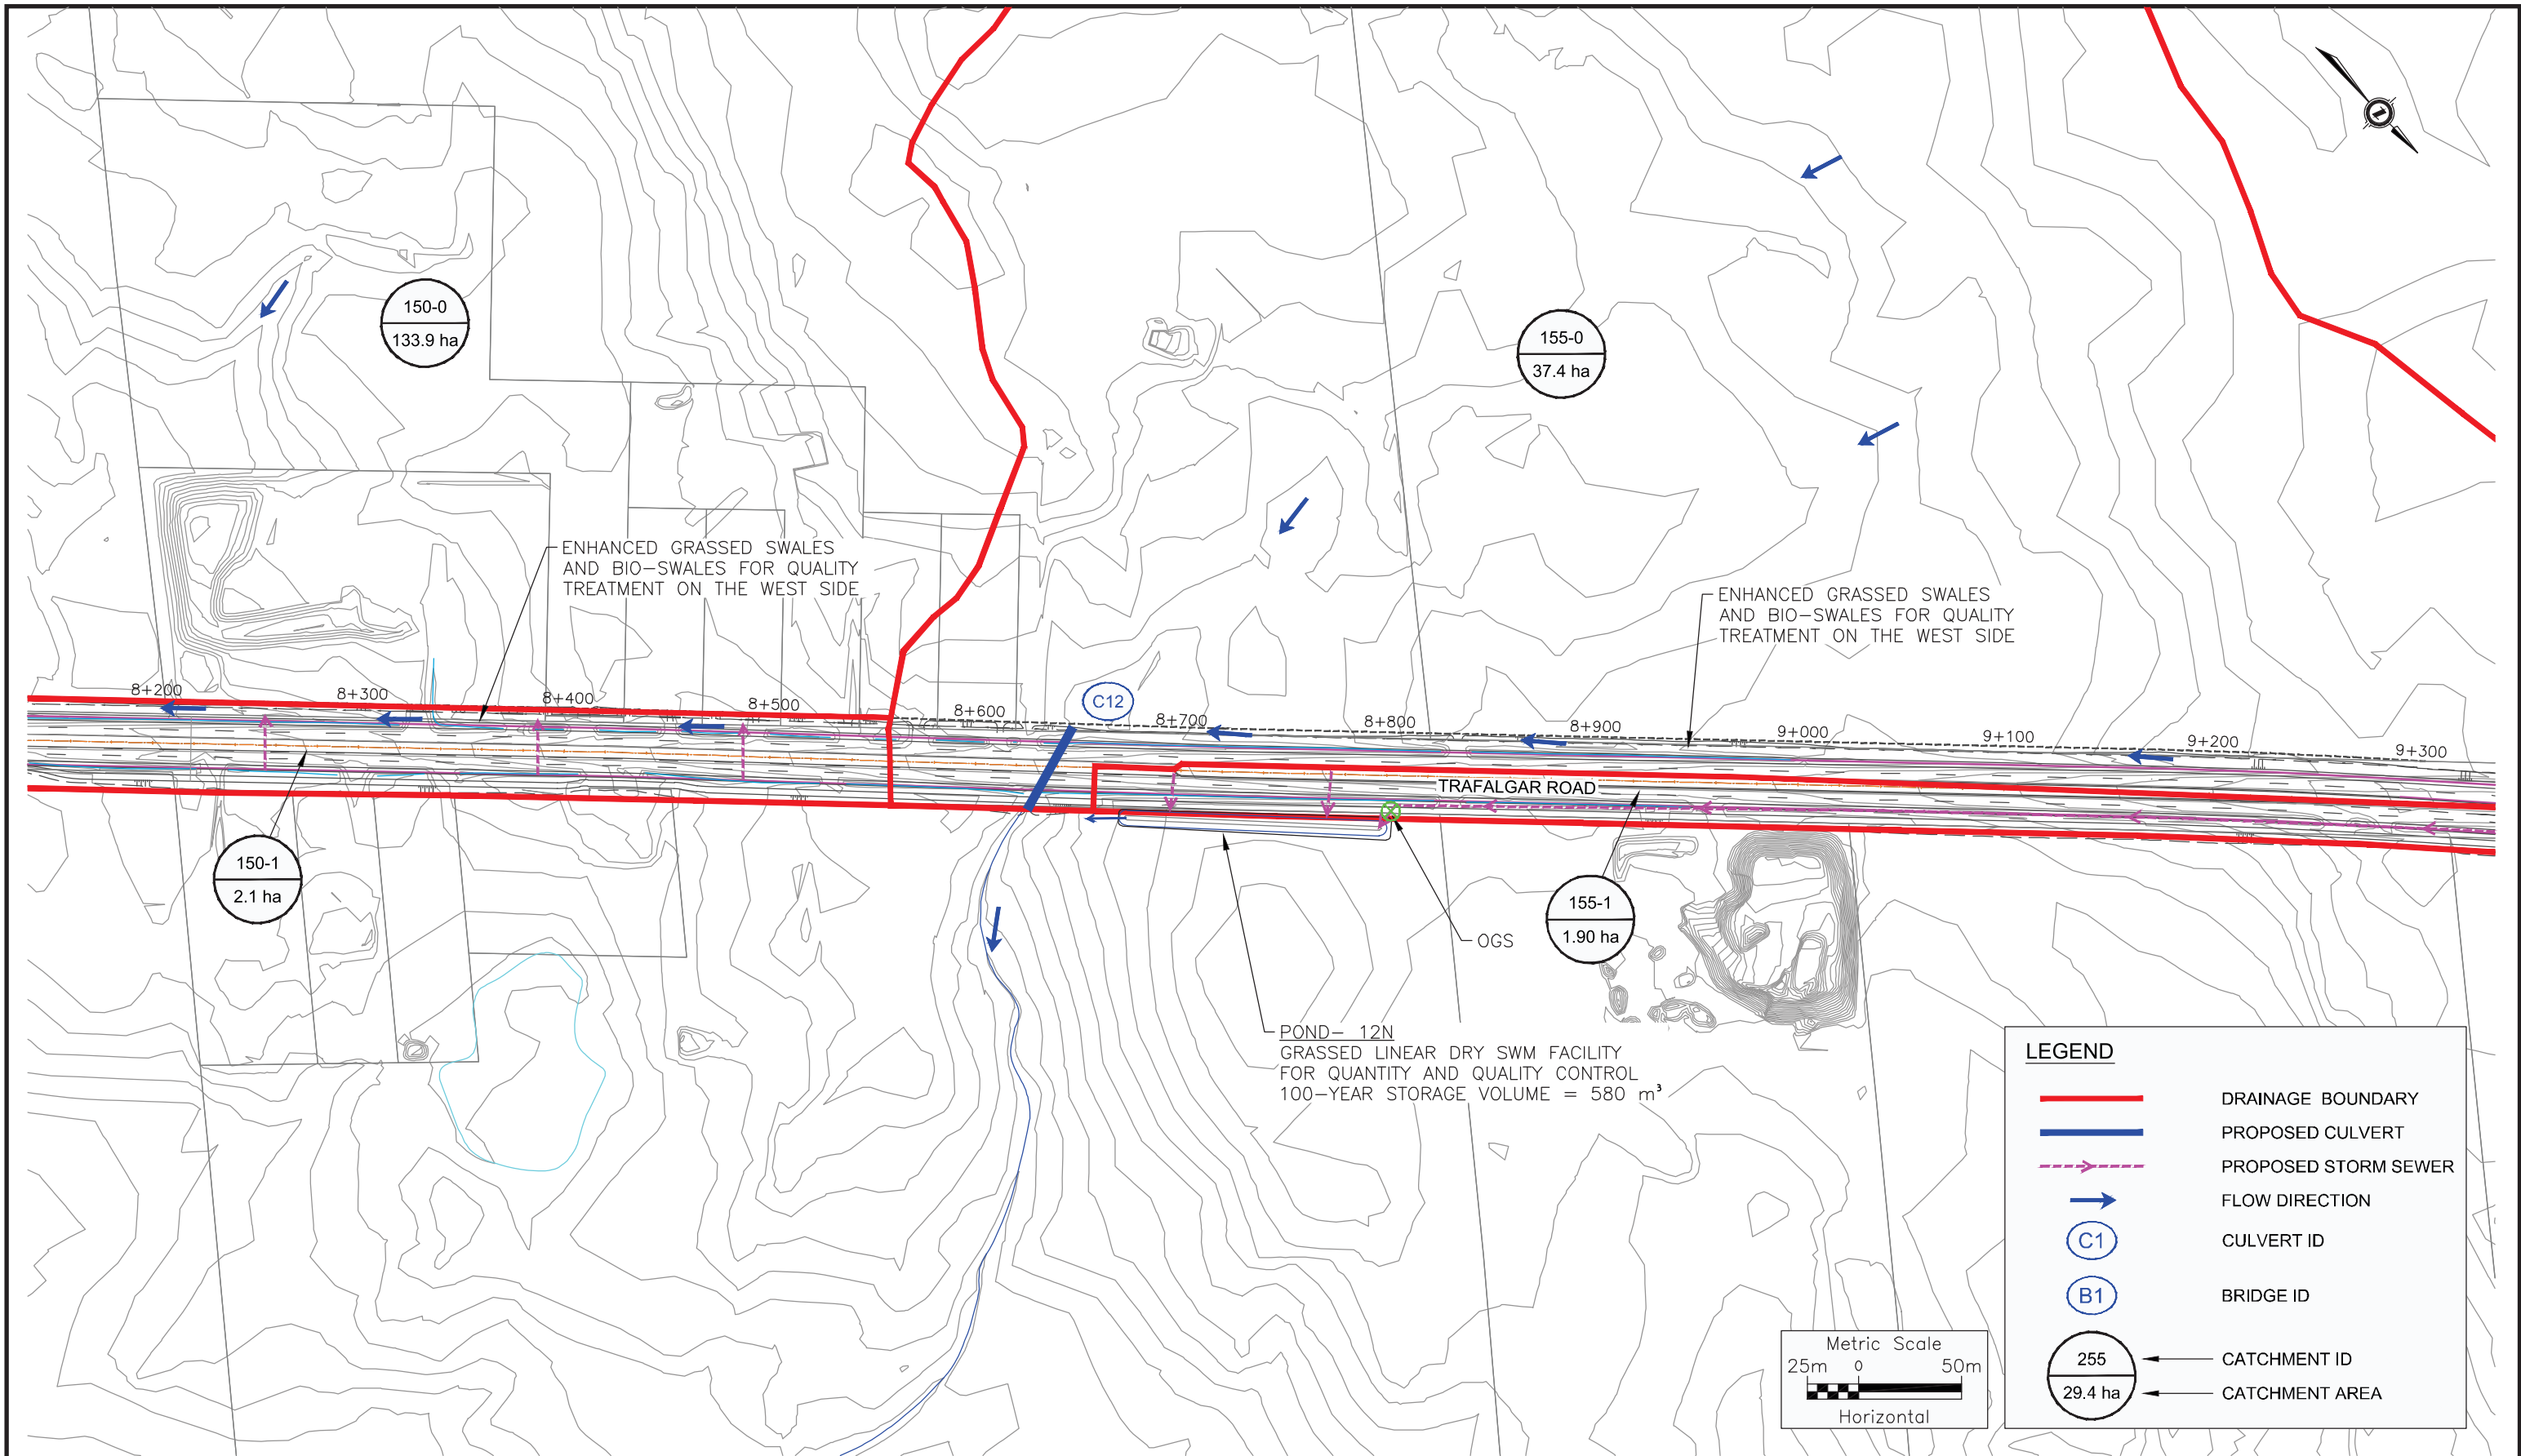 150-0
133.9 ha
155-0
37.4 ha
ENHANCED GRASSED SWALES
AND BIO-SWALES FOR QUALITY
TREATMENT ON THE WEST SIDE
ENHANCED GRASSED SWALES
AND BIO-SWALES FOR QUALITY
TREATMENT ON THE WEST SIDE
8+200
8+300
8+400
8+500
8+600
C12
8+700
8+800
8+900
9+000
9+100
9+200
9+300
TRAFALGAR ROAD
150-1
2.1 ha
155-1
1.90 ha
OGS
POND- 12N
GRASSED LINEAR DRY SWM FACILITY
FOR QUANTITY AND QUALITY CONTROL
100-YEAR STORAGE VOLUME = 580 m³
LEGEND
DRAINAGE BOUNDARY
PROPOSED CULVERT
PROPOSED STORM SEWER
FLOW DIRECTION
C1 CULVERT ID
B1 BRIDGE ID
255 CATCHMENT ID
29.4 ha CATCHMENT AREA
Metric Scale
25m 0 50m
Horizontal